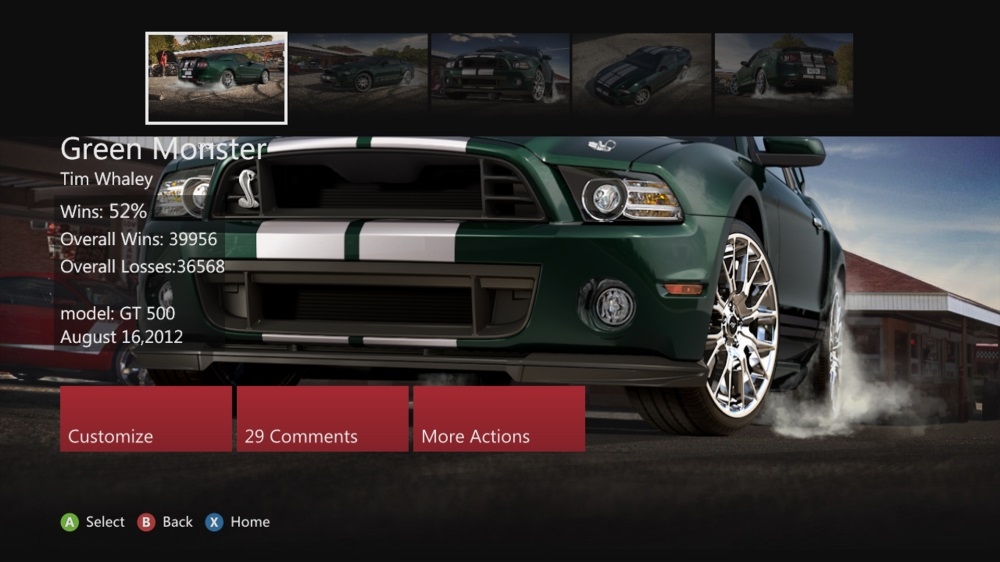 Green Monster
Tim Whaley
Wins: 52%
Overall Wins: 39956
Overall Losses:36568
model: GT 500
August 16,2012
Customize
29 Comments
More Actions
A Select B Back X Home